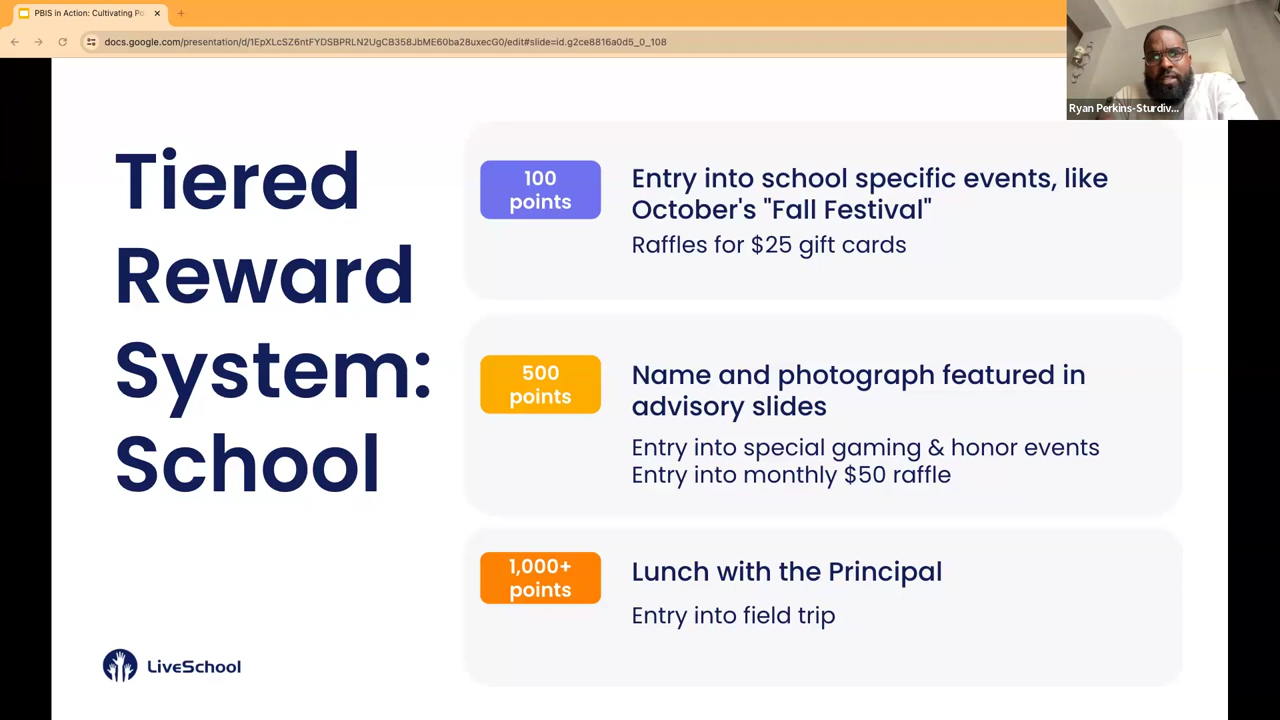 PBIS in Action: Cultivating Po
docs.google.com/presentation/d/1EpXLcSZ6ntFYDSBPRLN2UgCB358JbME60ba28uxecG0/edit#slide=id.g2ce8816a0d5_0_108
Ryan Perkins-Sturdiv...
Tiered
Reward
System:
School
100
points
Entry into school specific events, like
October's "Fall Festival"
Raffles for $25 gift cards
500
points
Name and photograph featured in
advisory slides
Entry into special gaming & honor events
Entry into monthly $50 raffle
1,000+
points
Lunch with the Principal
Entry into field trip
LiveSchool